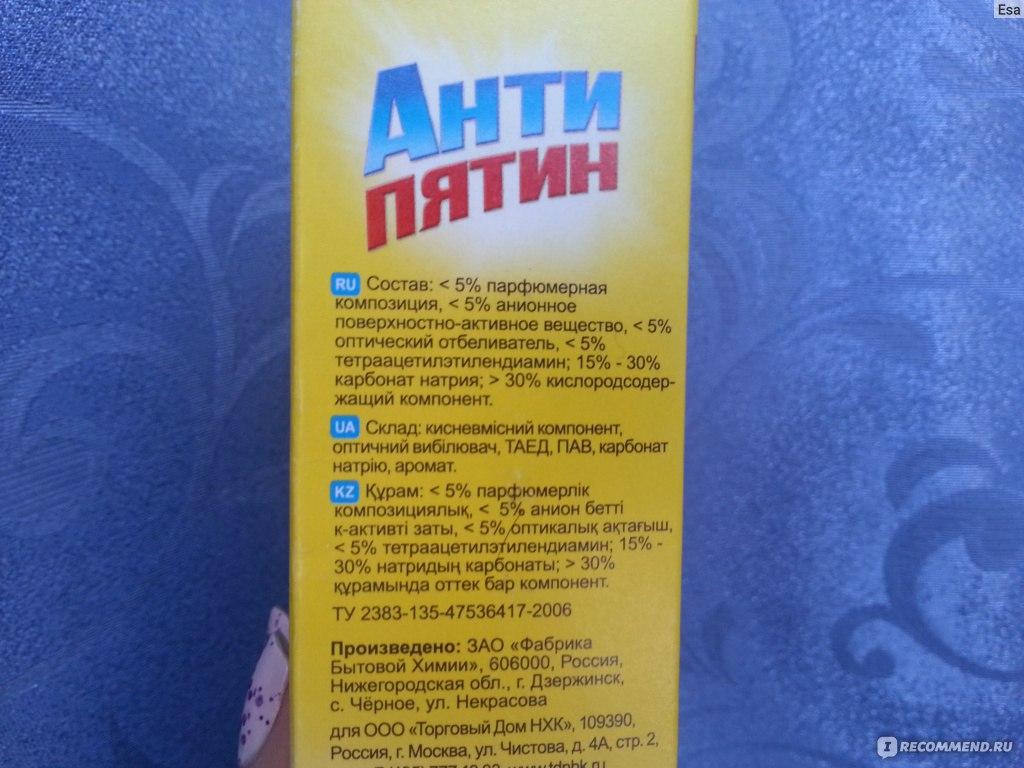 Esa
Анти
пятин
RU Состав: < 5% парфюмерная
композиция, < 5% анионное
поверхностно-активное вещество, < 5%
оптический отбеливатель, < 5%
тетраацетилэтилендиамин; 15% - 30%
карбонат натрия; > 30% кислородсодер-
жащий компонент.
UA Склад: кисневмісний компонент,
оптичний вибілювач, ТАЕД, ПАВ, карбонат
натрію, аромат.
KZ Құрам: < 5% парфюмерлік
композициялық, < 5% анион бетті
к-активті заты, < 5% оптикалық ақтағыш,
< 5% тетраацетилэтилендиамин; 15% -
30% натридың карбонаты; > 30%
құрамында оттек бар компонент.
ТУ 2383-135-47536417-2006
Произведено: ЗАО «Фабрика
Бытовой Химии», 606000, Россия,
Нижегородская обл., г. Дзержинск,
с. Чёрное, ул. Некрасова
для ООО «Торговый Дом НХК», 109390,
Россия, г. Москва, ул. Чистова, д. 4А, стр. 2,
IRECOMMEND.RU